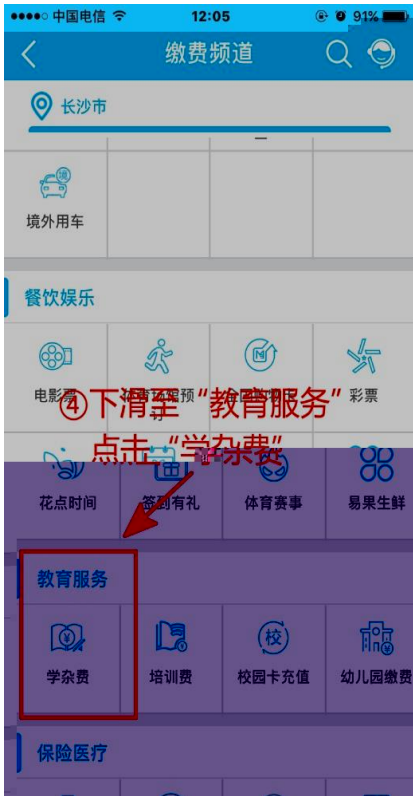 中国电信 12:05 91%
缴费频道
长沙市
境外用车
餐饮娱乐
电影票 彩票
④下滑至“教育服务”
点击“学杂费”
花点时间 签到有礼 体育赛事 易果生鲜
教育服务
学杂费 培训费 校园卡充值 幼儿园缴费
保险医疗